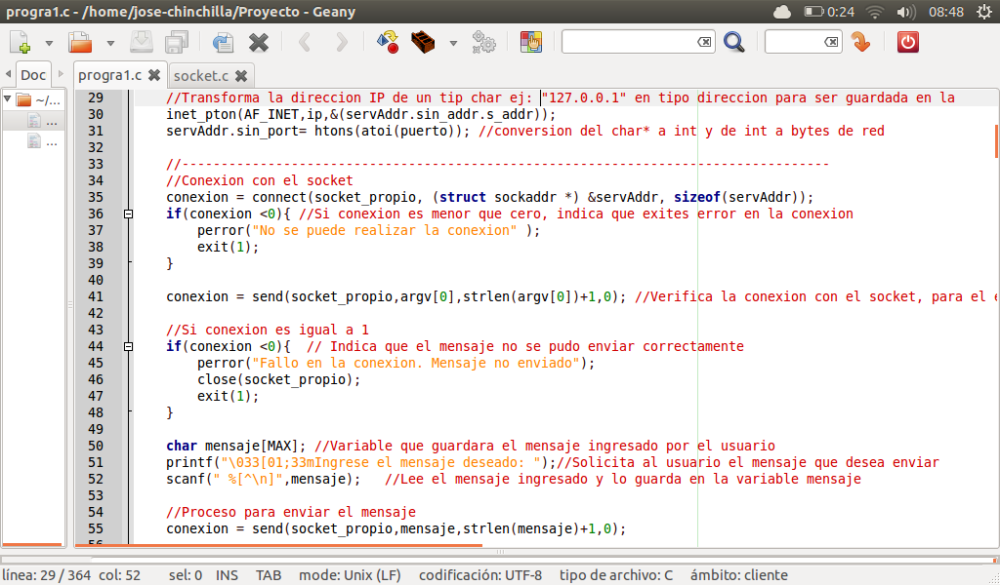 progra1.c - /home/jose-chinchilla/Proyecto - Geany
0:24
08:48
Doc
progra1.c
socket.c
~/...
...
...
29 //Transforma la direccion IP de un tip char ej: "127.0.0.1" en tipo direccion para ser guardada en la
30 inet_pton(AF_INET,ip,&(servAddr.sin_addr.s_addr));
31 servAddr.sin_port= htons(atoi(puerto)); //conversion del char* a int y de int a bytes de red
32
33 //-----------------------------------------------------------------------------------
34 //Conexion con el socket
35 conexion = connect(socket_propio, (struct sockaddr *) &servAddr, sizeof(servAddr));
36 if(conexion <0){ //Si conexion es menor que cero, indica que exites error en la conexion
37 perror("No se puede realizar la conexion" );
38 exit(1);
39 }
40
41 conexion = send(socket_propio,argv[0],strlen(argv[0])+1,0); //Verifica la conexion con el socket, para el e
42
43 //Si conexion es igual a 1
44 if(conexion <0){ // Indica que el mensaje no se pudo enviar correctamente
45 perror("Fallo en la conexion. Mensaje no enviado");
46 close(socket_propio);
47 exit(1);
48 }
49
50 char mensaje[MAX]; //Variable que guardara el mensaje ingresado por el usuario
51 printf("\033[01;33mIngrese el mensaje deseado: ");//Solicita al usuario el mensaje que desea enviar
52 scanf(" %[^\n]",mensaje); //Lee el mensaje ingresado y lo guarda en la variable mensaje
53
54 //Proceso para enviar el mensaje
55 conexion = send(socket_propio,mensaje,strlen(mensaje)+1,0);
56
línea: 29 / 364 col: 52 sel: 0 INS TAB modo: Unix (LF) codificación: UTF-8 tipo de archivo: C ámbito: cliente